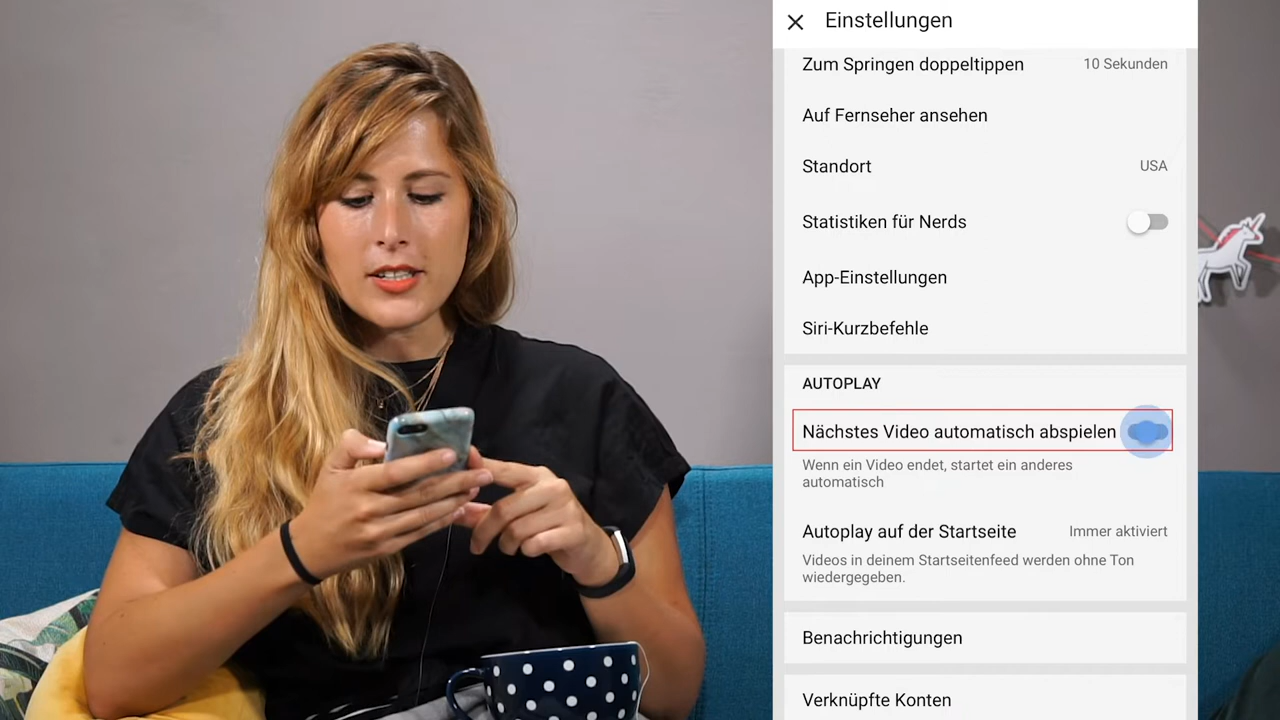 Einstellungen
Zum Springen doppeltippen 10 Sekunden
Auf Fernseher ansehen
Standort USA
Statistiken für Nerds
App-Einstellungen
Siri-Kurzbefehle
AUTOPLAY
Nächstes Video automatisch abspielen
Wenn ein Video endet, startet ein anderes
automatisch
Autoplay auf der Startseite Immer aktiviert
Videos in deinem Startseitenfeed werden ohne Ton
wiedergegeben.
Benachrichtigungen
Verknüpfte Konten